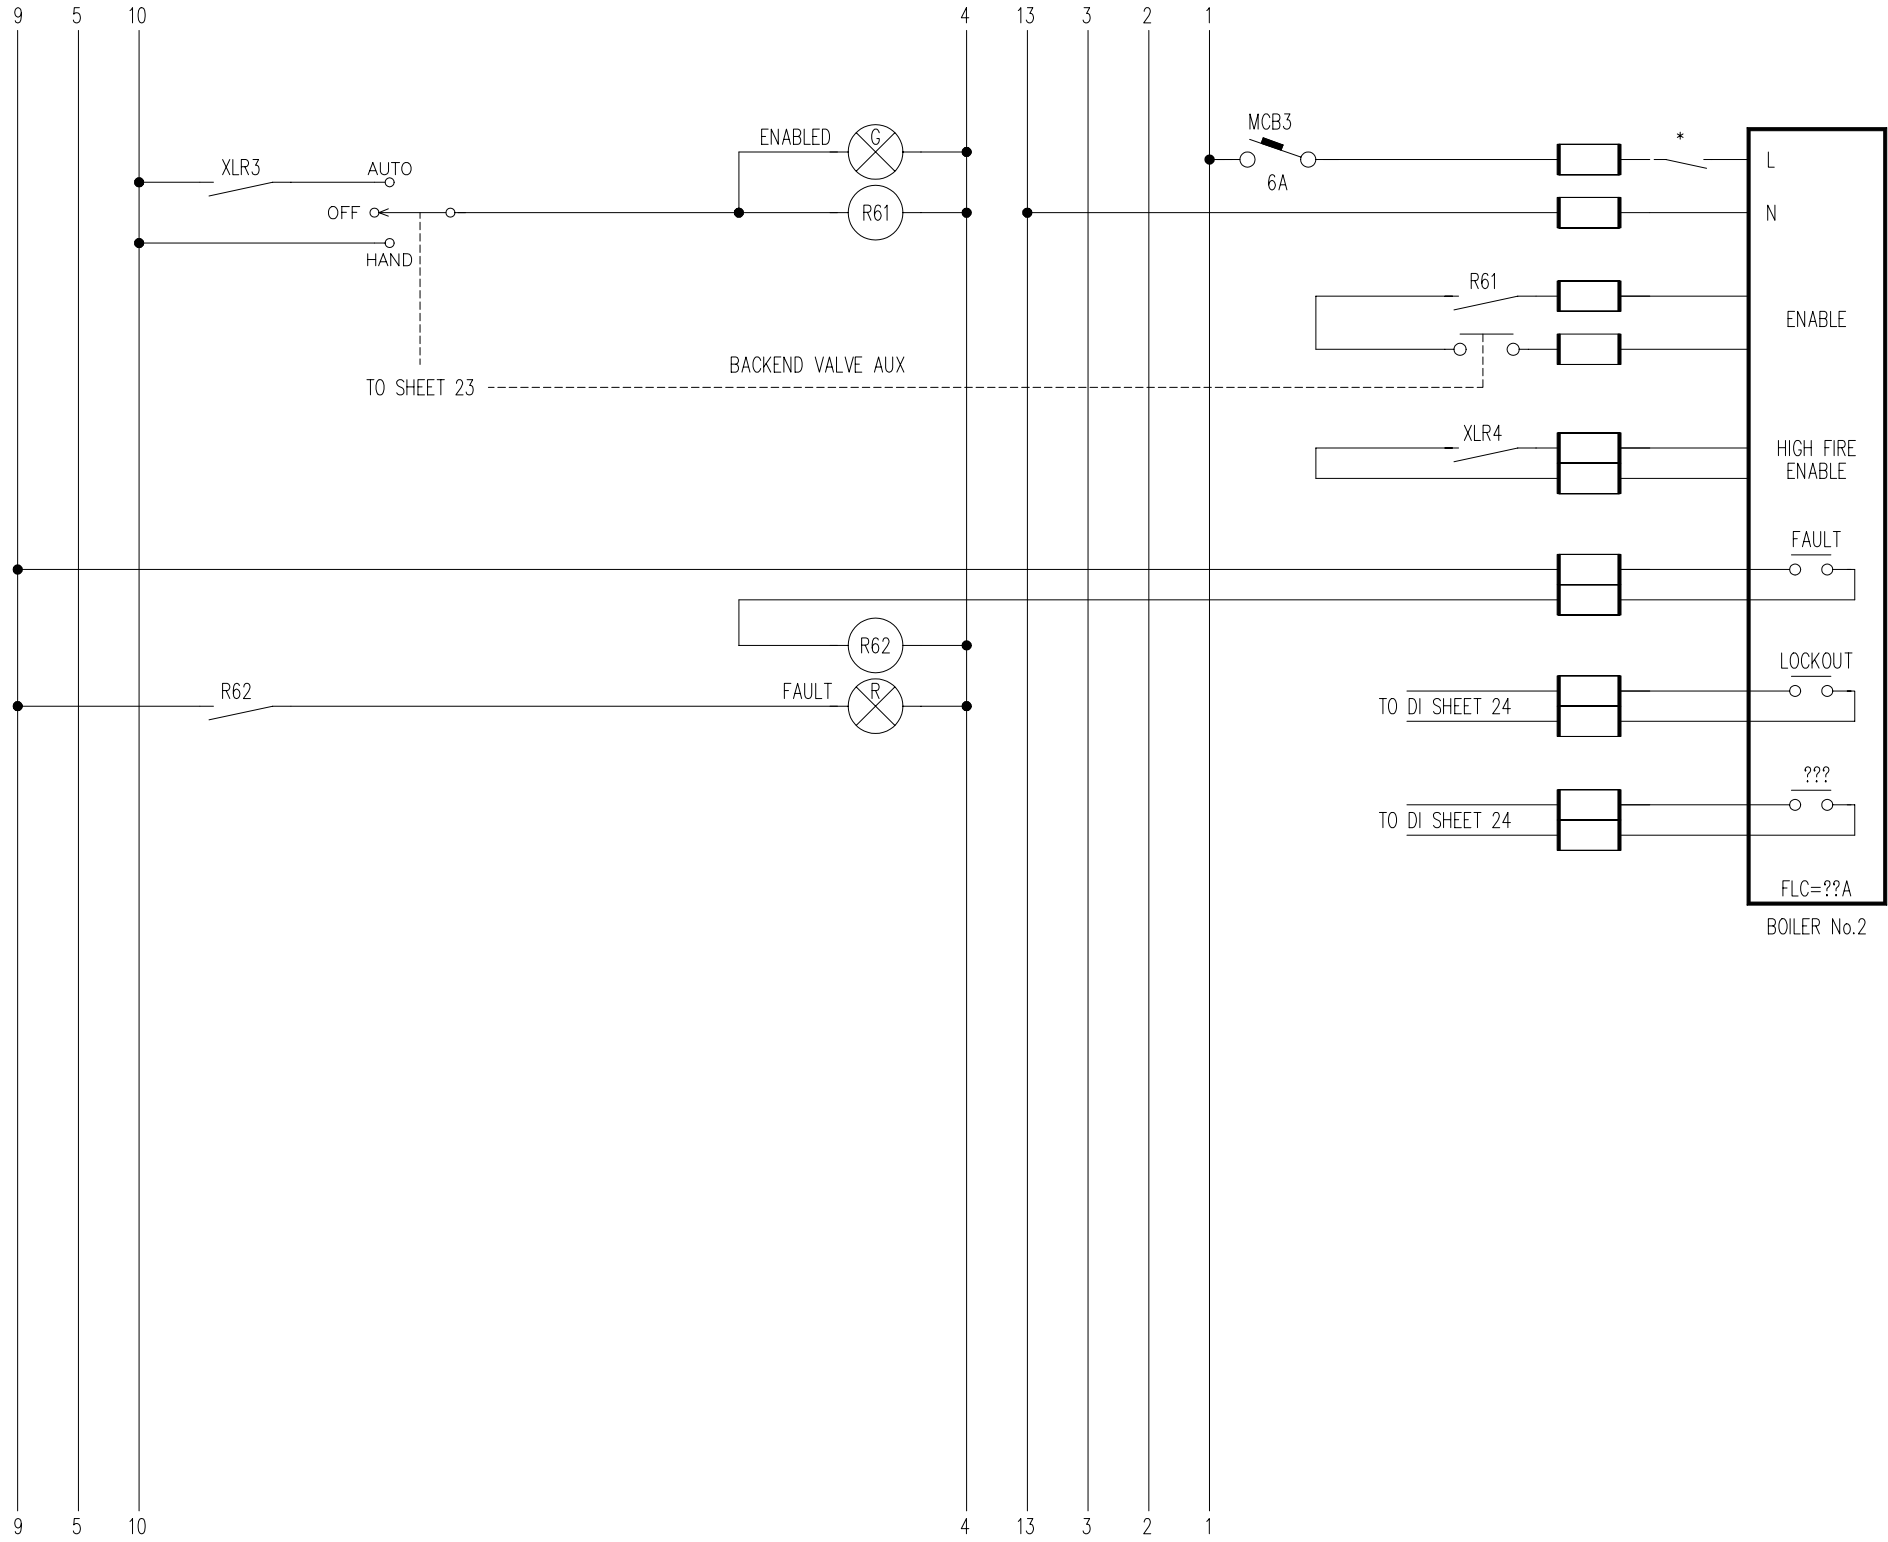 9 5 10 4 13 3 2 1
MCB3
6A
*
L
N
XLR3
AUTO
OFF
HAND
ENABLED
G
R61
R61
ENABLE
BACKEND VALVE AUX
TO SHEET 23
XLR4
HIGH FIRE
ENABLE
FAULT
R62
R62
FAULT
R
LOCKOUT
TO DI SHEET 24
???
TO DI SHEET 24
FLC=??A
BOILER No.2
9 5 10 4 13 3 2 1